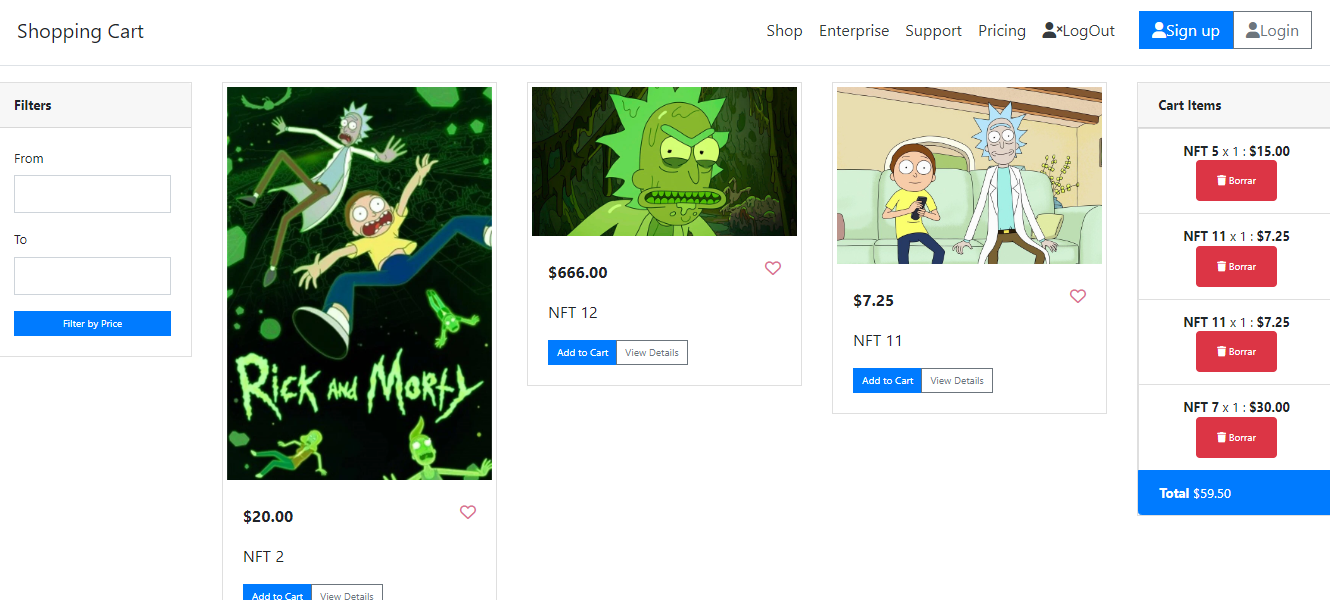 Shopping Cart
Shop Enterprise Support Pricing LogOut Sign up Login
Filters
From
To
Filter by Price
RICK AND MORTY
$20.00
NFT 2
Add to Cart View Details
$666.00
NFT 12
Add to Cart View Details
$7.25
NFT 11
Add to Cart View Details
Cart Items
NFT 5 x 1 : $15.00
Borrar
NFT 11 x 1 : $7.25
Borrar
NFT 11 x 1 : $7.25
Borrar
NFT 7 x 1 : $30.00
Borrar
Total $59.50